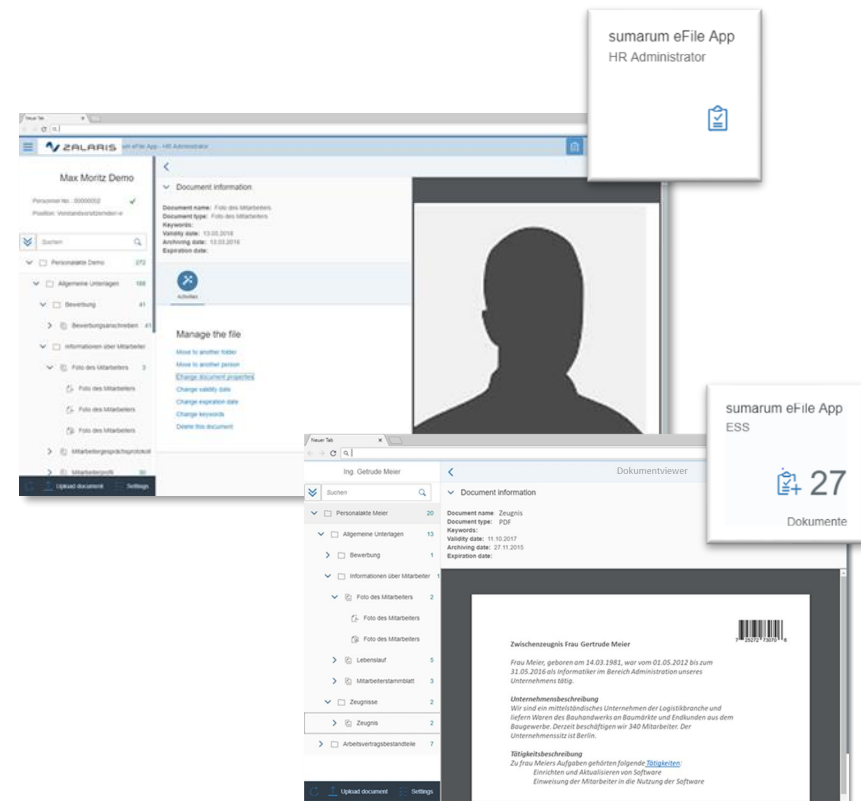 sumarum eFile App
HR Administrator
Neuer Tab
ZALARIS
eFile App - HR Administrator
Max Moritz Demo
Personnel No.: 00000002
Position: Vorstandsvorsitzender-e
Suchen
Personalakte Demo 272
Allgemeine Unterlagen 188
Bewerbung 41
Bewerbungsanschreiben 41
Informationen über Mitarbeiter
Foto des Mitarbeiters 3
Foto des Mitarbeiters
Foto des Mitarbeiters
Foto des Mitarbeiters
Mitarbeitergesprächsprotokoll
Mitarbeiterprofil 30
Upload document Settings
Document information
Document name: Foto des Mitarbeiters
Document type: Foto des Mitarbeiters
Keywords:
Validity date: 13.03.2018
Archiving date: 13.03.2018
Expiration date:
Activities
Manage the file
Move to another folder
Move to another person
Change document properties
Change validity date
Change expiration date
Change keywords
Delete this document
sumarum eFile App
ESS
27
Dokumente
Neuer Tab
Ing. Getrude Meier
Dokumentviewer
Suchen
Personalakte Meier 20
Allgemeine Unterlagen 13
Bewerbung 1
Informationen über Mitarbeiter 1
Foto des Mitarbeiters 2
Foto des Mitarbeiters
Foto des Mitarbeiters
Lebenslauf 5
Mitarbeiterstammblatt 3
Zeugnisse 2
Zeugnis 2
Arbeitsvertragsbestandteile 7
Upload document Settings
Document information
Document name Zeugnis
Document type: PDF
Keywords:
Validity date: 11.10.2017
Archiving date: 27.11.2015
Expiration date:
Zwischenzeugnis Frau Gertrude Meier
Frau Meier, geboren am 14.03.1981, war vom 01.05.2012 bis zum
31.05.2016 als Informatiker im Bereich Administration unseres
Unternehmens tätig.
Unternehmensbeschreibung
Wir sind ein mittelständisches Unternehmen der Logistikbranche und
liefern Waren des Bauhandwerks an Baumärkte und Endkunden aus dem
Baugewerbe. Derzeit beschäftigen wir 340 Mitarbeiter. Der
Unternehmenssitz ist Berlin.
Tätigkeitsbeschreibung
Zu frau Meiers Aufgaben gehörten folgende Tätigkeiten:
Einrichten und Aktualisieren von Software
Einweisung der Mitarbeiter in die Nutzung der Software